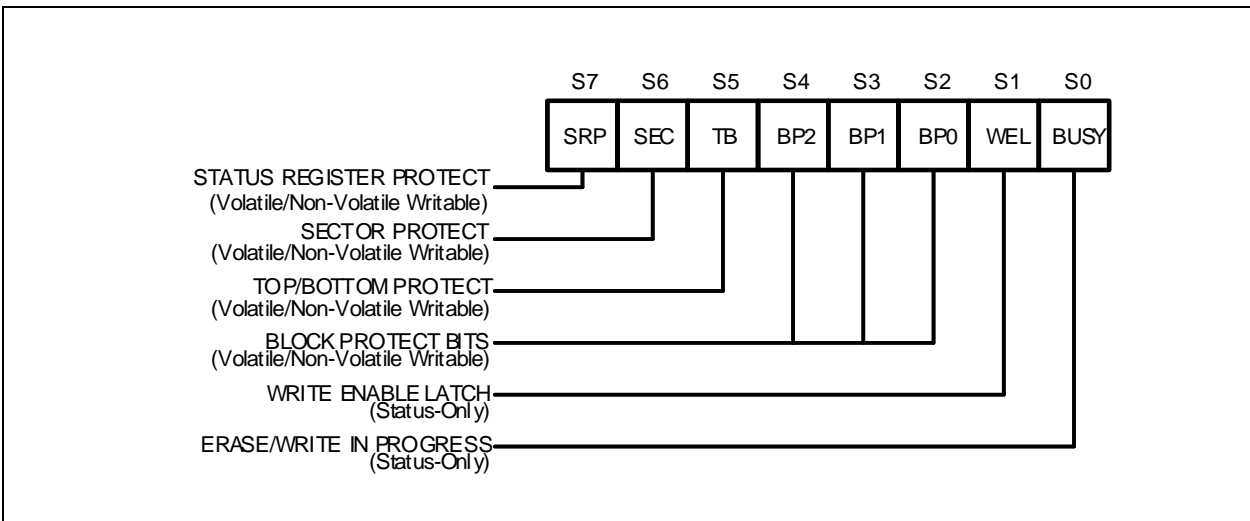 S7 S6 S5 S4 S3 S2 S1 S0
SRP SEC TB BP2 BP1 BP0 WEL BUSY
STATUS REGISTER PROTECT
(Volatile/Non-Volatile Writable)
SECTOR PROTECT
(Volatile/Non-Volatile Writable)
TOP/BOTTOM PROTECT
(Volatile/Non-Volatile Writable)
BLOCK PROTECT BITS
(Volatile/Non-Volatile Writable)
WRITE ENABLE LATCH
(Status-Only)
ERASE/WRITE IN PROGRESS
(Status-Only)